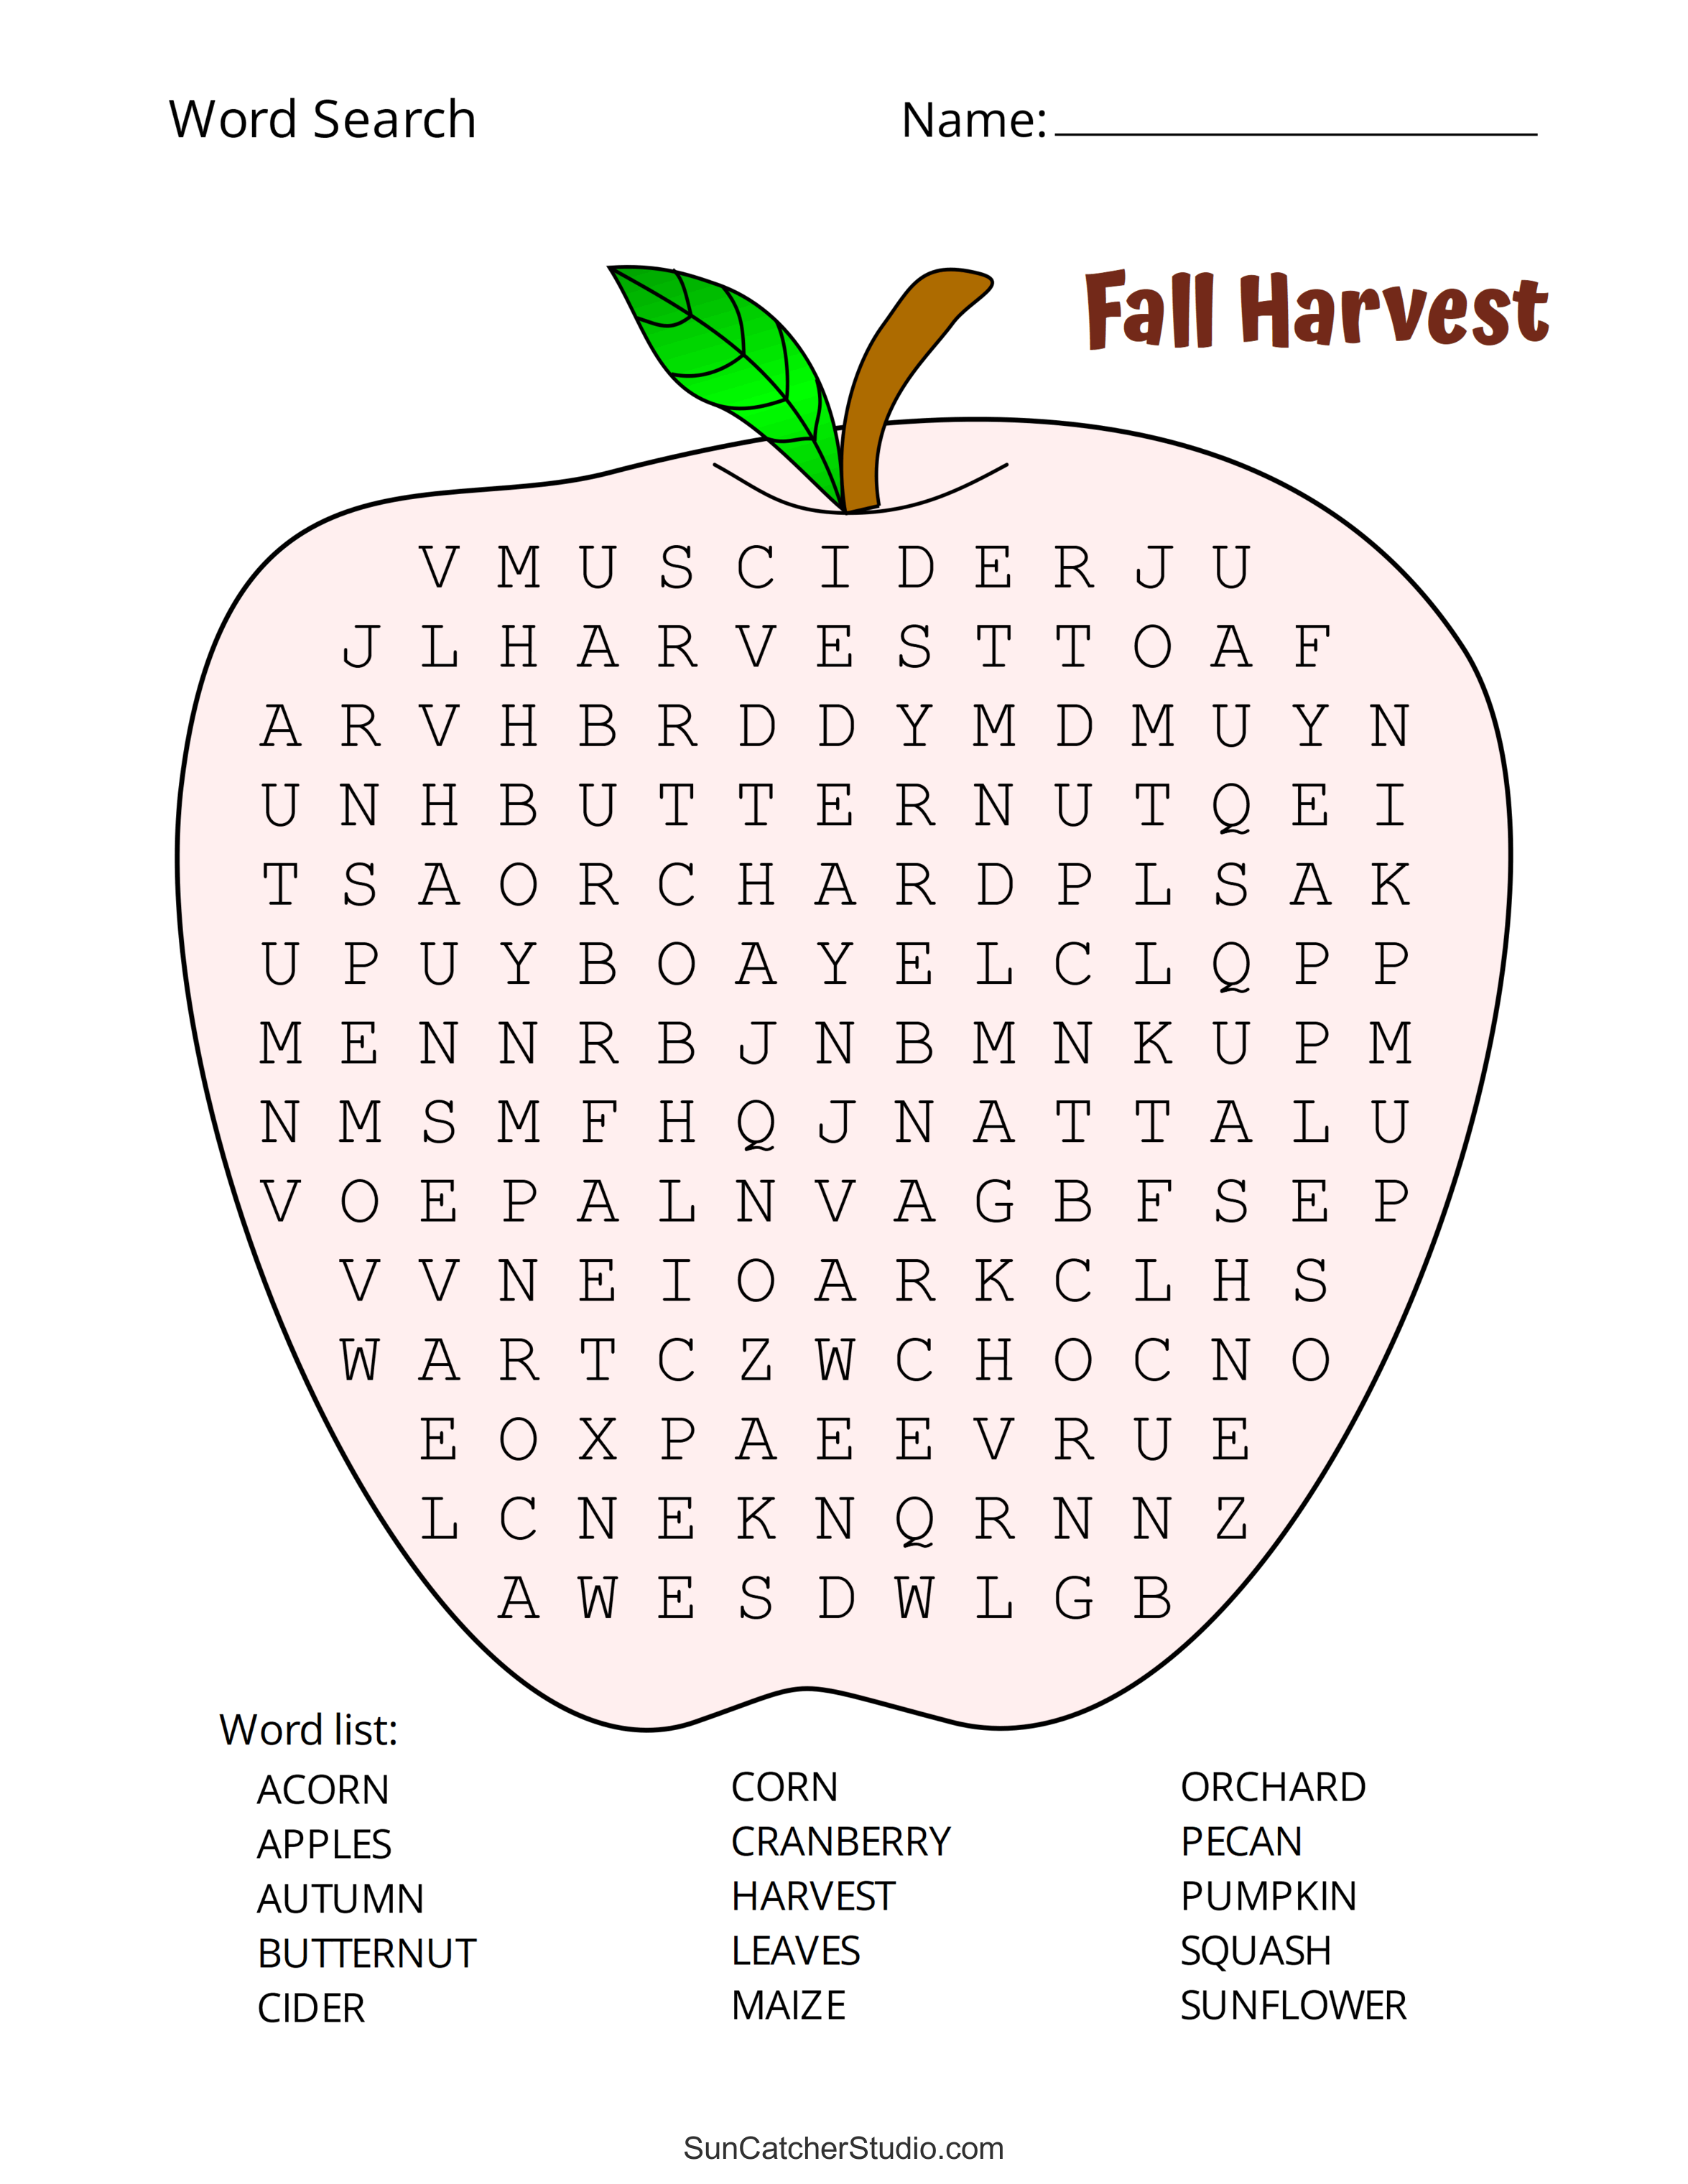 Word Search Name:
Fall Harvest
V M U S C I D E R J U
J L H A R V E S T T O A F
A R V H B R D D Y M D M U Y N
U N H B U T T E R N U T Q E I
T S A O R C H A R D P L S A K
U P U Y B O A Y E L C L Q P P
M E N N R B J N B M N K U P M
N M S M F H Q J N A T T A L U
V O E P A L N V A G B F S E P
V V N E I O A R K C L H S
W A R T C Z W C H O C N O
E O X P A E E V R U E
L C N E K N Q R N N Z
A W E S D W L G B
Word list:
ACORN CORN ORCHARD
APPLES CRANBERRY PECAN
AUTUMN HARVEST PUMPKIN
BUTTERNUT LEAVES SQUASH
CIDER MAIZE SUNFLOWER
SunCatcherStudio.com